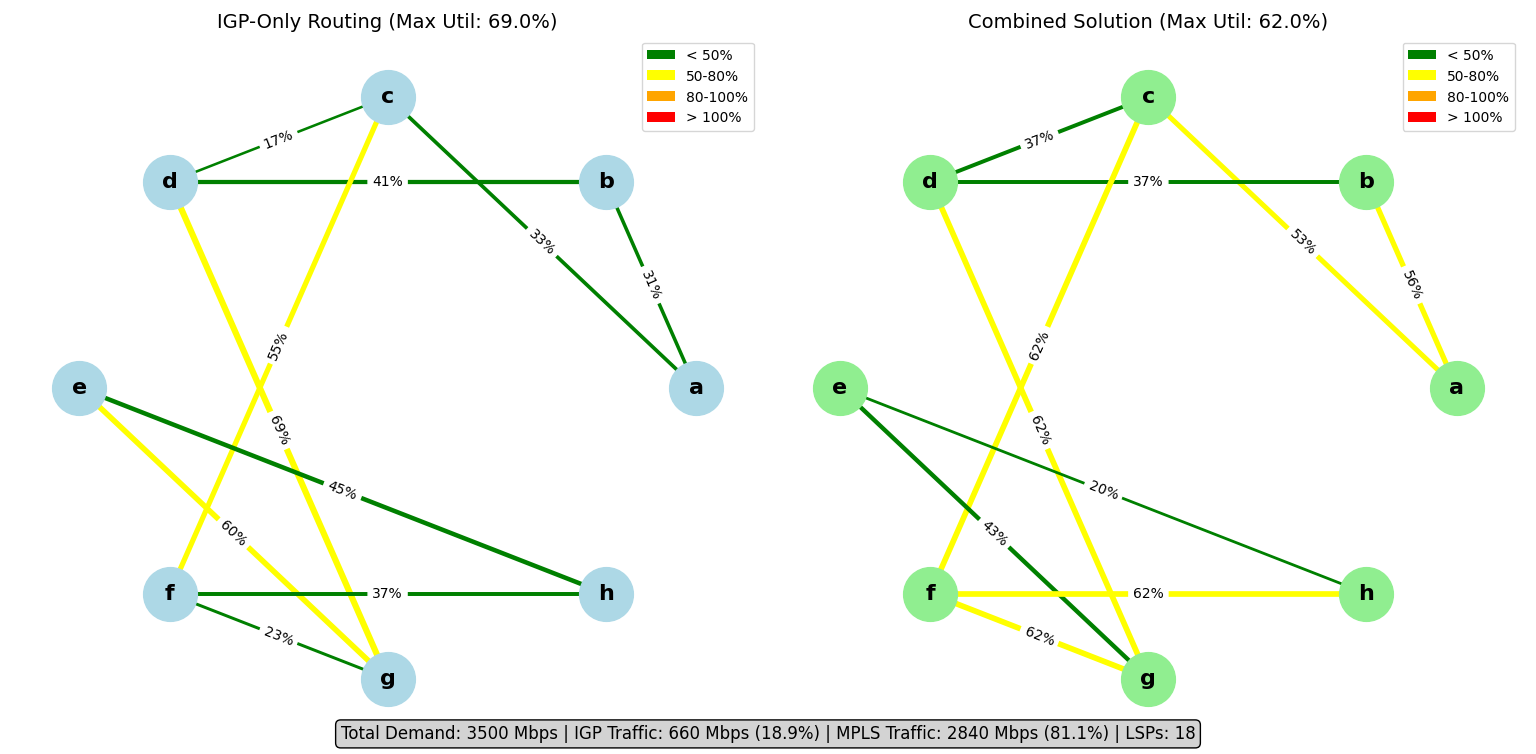 IGP-Only Routing (Max Util: 69.0%)
< 50%
50-80%
80-100%
> 100%
c
17%
d
41%
b
33%
31%
55%
e
a
69%
45%
60%
f
37%
h
23%
g
Combined Solution (Max Util: 62.0%)
< 50%
50-80%
80-100%
> 100%
c
37%
d
37%
b
53%
56%
62%
e
a
62%
20%
43%
f
62%
h
62%
g
Total Demand: 3500 Mbps | IGP Traffic: 660 Mbps (18.9%) | MPLS Traffic: 2840 Mbps (81.1%) | LSPs: 18